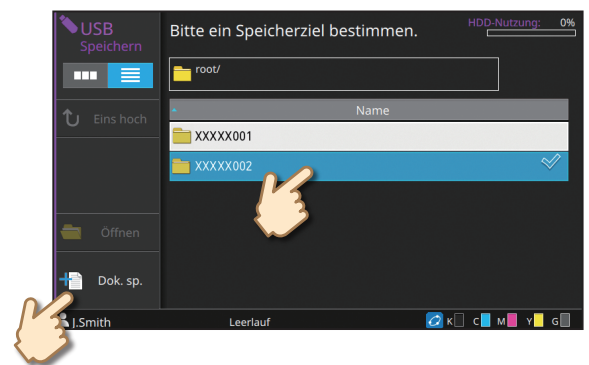 USB
Speichern
Bitte ein Speicherziel bestimmen.
HDD-Nutzung: 0%
root/
Eins hoch
Name
XXXXX001
XXXXX002
Öffnen
Dok. sp.
J.Smith
Leerlauf
K C M Y G